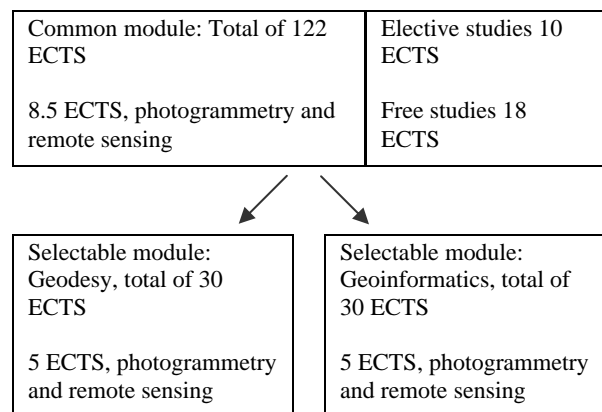 Common module: Total of 122
ECTS
8.5 ECTS, photogrammetry and
remote sensing
Elective studies 10
ECTS
Free studies 18
ECTS
Selectable module:
Geodesy, total of 30
ECTS
5 ECTS, photogrammetry
and remote sensing
Selectable module:
Geoinformatics, total of
30 ECTS
5 ECTS, photogrammetry
and remote sensing